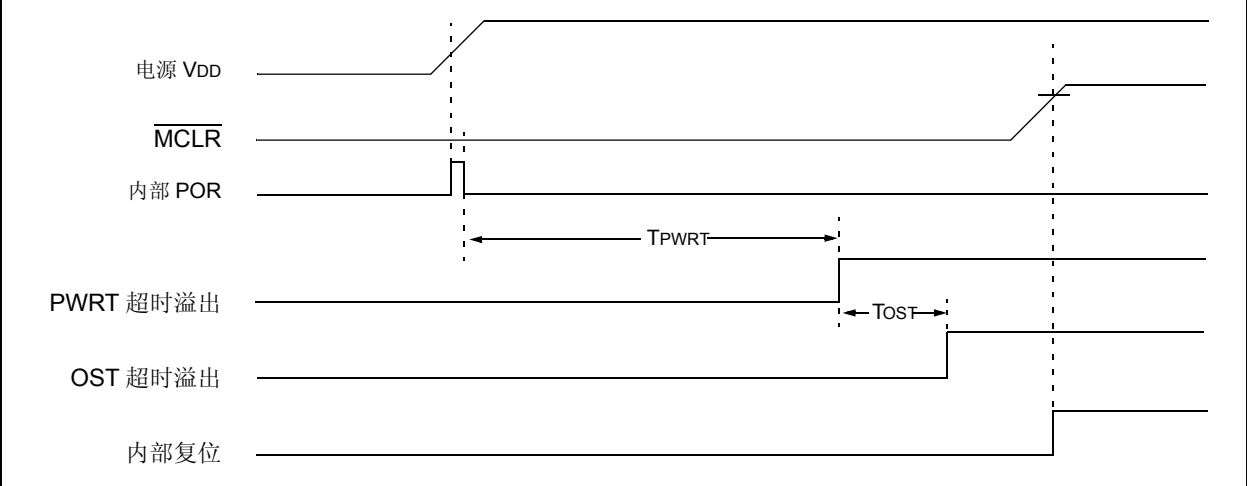 电源 VDD
MCLR
内部 POR
TPWRT
PWRT 超时溢出
TOST
OST 超时溢出
内部复位